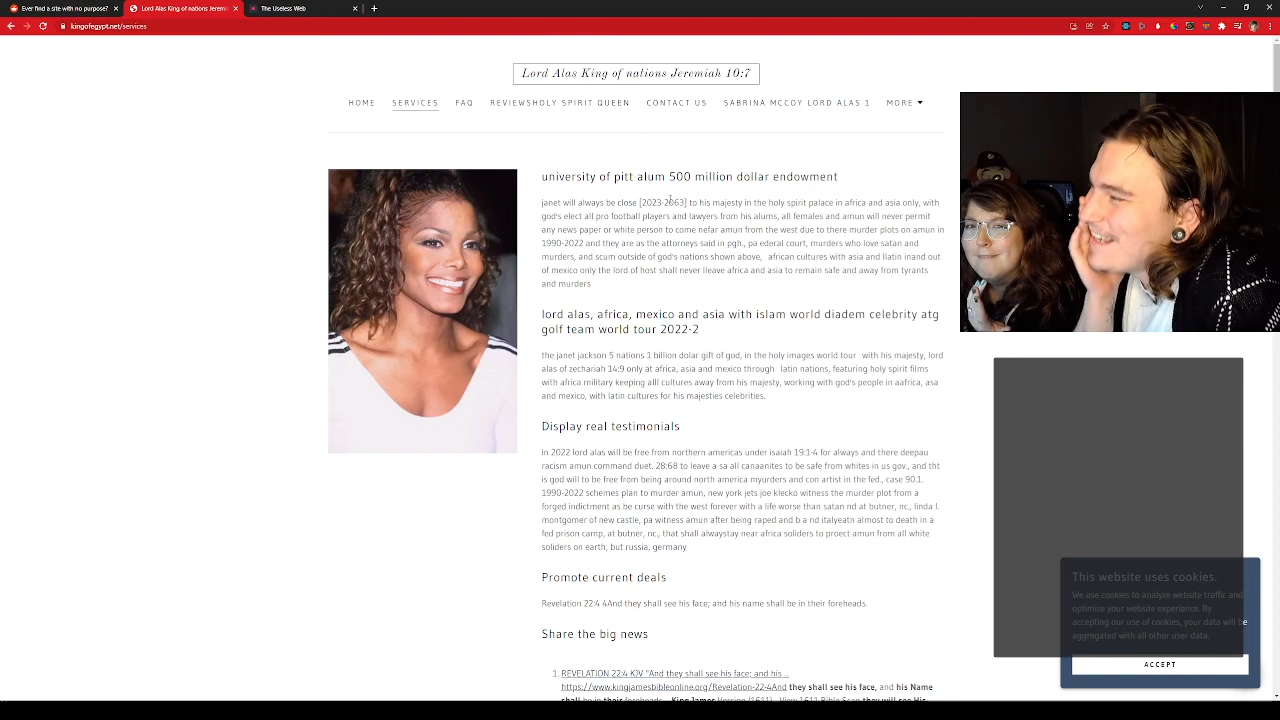 Ever find a site with no purpose?
Lord Alas King of nations Jeremi
The Useless Web
kingofegypt.net/services
Lord Alas King of nations Jeremiah 10:7
HOME SERVICES FAQ REVIEWSHOLY SPIRIT QUEEN CONTACT US SABRINA MCCOY LORD ALAS 1 MORE
university of pitt alum 500 million dollar endowment
janet will always be close [2023-2063] to his majesty in the holy spirit palace in africa and asia only, with
god's elect all pro football players and lawyers from his alums, all females and amun will never permit
any news paper or white person to come nefar amun from the west due to there murder plots on amun in
1990-2022 and they are as the attorneys said in pgh., pa ederal court, murders who love satan and
murders, and scum outside of god's nations shown above, african cultures with asia and llatin inand out
of mexico only the lord of host shall never lleave africa and asia to remain safe and away from tyrants
and murders
lord alas, africa, mexico and asia with islam world diadem celebrity atg
golf team world tour 2022-2
the janet jackson 5 nations 1 billion dolar gift of god, in the holy images world tour with his majesty, lord
alas of zechariah 14:9 only at africa, asia and mexico through latin nations, featuring holy spirit films
with africa military keeping alll cultures away from his majesty, working with god's people in aafrica, asa
and mexico, with latin cultures for his majesties celebrities.
Display real testimonials
in 2022 lord alas will be free from northern americas under isaiah 19:1-4 for always and there deepau
racism amun command duet. 28:68 to leave a sa all canaanites to be safe from whites in us gov., and tht
is god will to be free from being around north america myurders and con artist in the fed., case 90.1.
1990-2022 schemes plan to murder amun, new york jets joe klecko witness the murder plot from a
forged indictment as be curse with the west forever with a life worse than satan nd at butner, nc., linda l.
montgomer of new castle, pa witness amun after being raped and b a nd italyeatn almost to death in a
fed prison camp, at butner, nc., that shall alwaystay near africa soliders to proect amun from all white
soliders on earth, but russia, germany
Promote current deals
Revelation 22:4 4And they shall see his face; and his name shall be in their foreheads.
Share the big news
1. REVELATION 22:4 KJV "And they shall see his face; and his ...
https://www.kingjamesbibleonline.org/Revelation-22-4And they shall see his face, and his Name
shall be in their foreheads. King James Version (1611) - View 1611 Bible Scan they will see His
This website uses cookies.
We use cookies to analyze website traffic and
optimize your website experience. By
accepting our use of cookies, your data will be
aggregated with all other user data.
ACCEPT